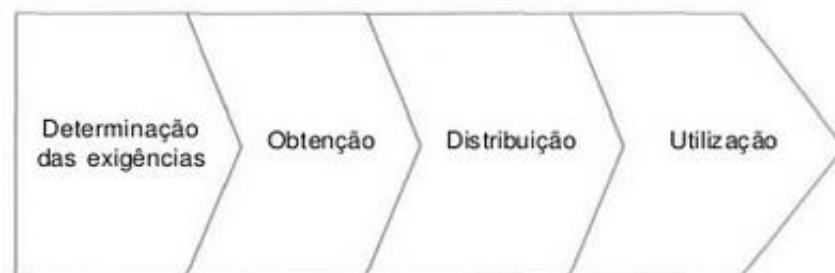 Determinação
das exigências
Obtenção
Distribuição
Utilização